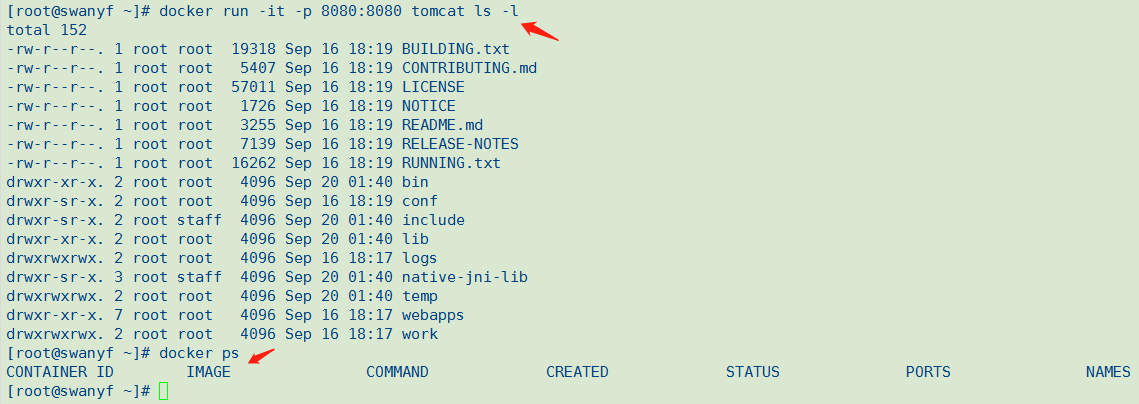 [root@swanyf ~]# docker run -it -p 8080:8080 tomcat ls -l
total 152
-rw-r--r--. 1 root root  19318 Sep 16 18:19 BUILDING.txt
-rw-r--r--. 1 root root   5407 Sep 16 18:19 CONTRIBUTING.md
-rw-r--r--. 1 root root  57011 Sep 16 18:19 LICENSE
-rw-r--r--. 1 root root   1726 Sep 16 18:19 NOTICE
-rw-r--r--. 1 root root   3255 Sep 16 18:19 README.md
-rw-r--r--. 1 root root   7139 Sep 16 18:19 RELEASE-NOTES
-rw-r--r--. 1 root root  16262 Sep 16 18:19 RUNNING.txt
drwxr-xr-x. 2 root root   4096 Sep 20 01:40 bin
drwxr-sr-x. 2 root root   4096 Sep 16 18:19 conf
drwxr-sr-x. 2 root staff  4096 Sep 20 01:40 include
drwxr-xr-x. 2 root root   4096 Sep 20 01:40 lib
drwxrwxrwx. 2 root root   4096 Sep 16 18:17 logs
drwxr-sr-x. 3 root staff  4096 Sep 20 01:40 native-jni-lib
drwxrwxrwx. 2 root root   4096 Sep 20 01:40 temp
drwxr-xr-x. 7 root root   4096 Sep 16 18:17 webapps
drwxrwxrwx. 2 root root   4096 Sep 16 18:17 work
[root@swanyf ~]# docker ps
CONTAINER ID        IMAGE               COMMAND             CREATED             STATUS              PORTS               NAMES
[root@swanyf ~]#